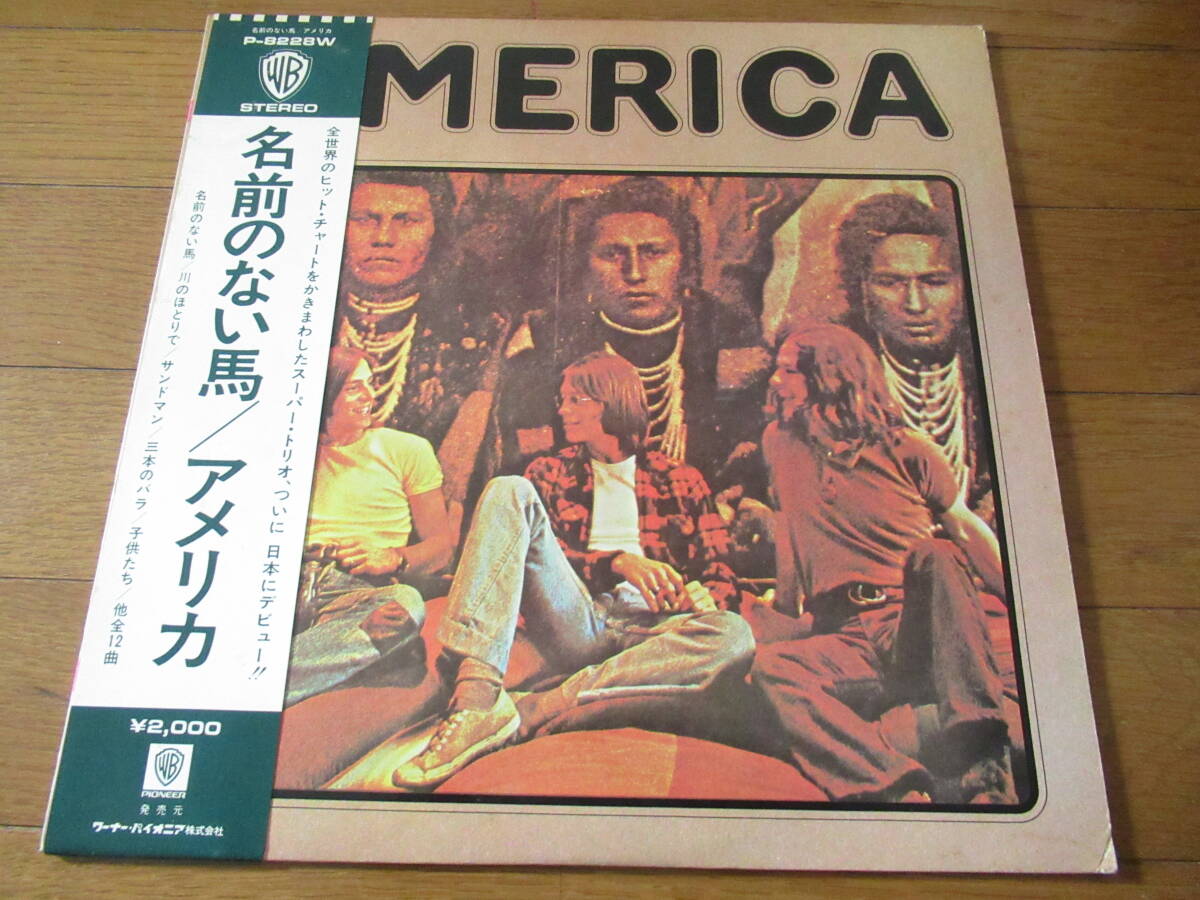 名前のない馬 アメリカ
P-8228W
WB
STEREO
MERICA
全世界のヒット・チャートをかきまわしたスーパー・トリオ、ついに 日本にデビュー!!
名前のない馬/アメリカ
名前のない馬/川のほとりで/サンドマン/三本のバラ/子供たち/他全12曲
¥2,000
WB
PIONEER
発売元
ワーナー・パイオニア株式会社